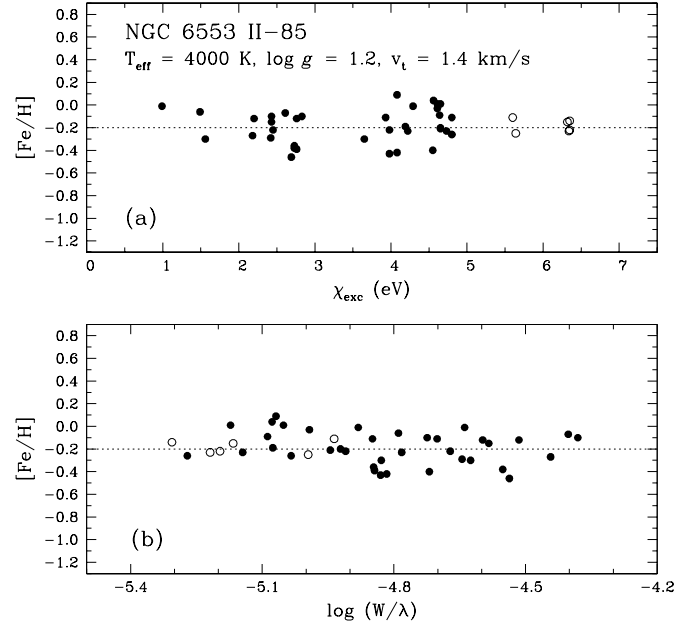 NGC 6553 II-85
T_eff = 4000 K, log g = 1.2, v_t = 1.4 km/s
0.8
0.6
0.4
0.2
0.0
-0.2
-0.4
-0.6
-0.8
-1.0
-1.2
[Fe/H]
(a)
0 1 2 3 4 5 6 7
χ_exc (eV)
0.8
0.6
0.4
0.2
0.0
-0.2
-0.4
-0.6
-0.8
-1.0
-1.2
[Fe/H]
(b)
-5.4 -5.1 -4.8 -4.5 -4.2
log (W/λ)